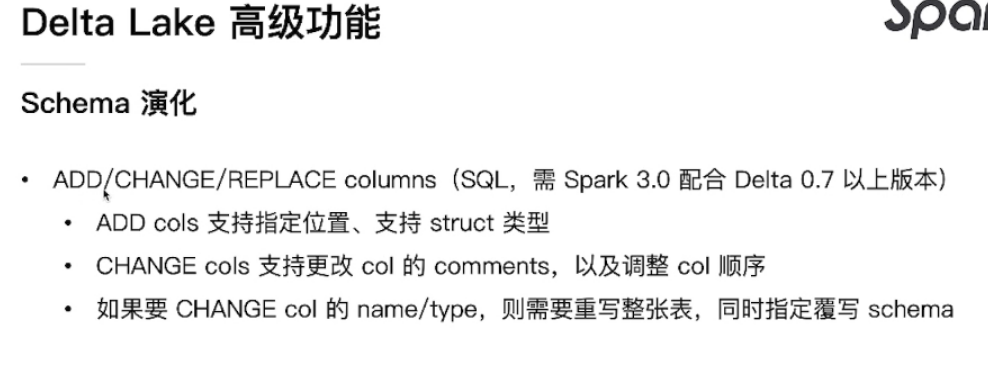 Delta Lake 高级功能
Schema 演化
• ADD/CHANGE/REPLACE columns（SQL，需 Spark 3.0 配合 Delta 0.7 以上版本）
• ADD cols 支持指定位置、支持 struct 类型
• CHANGE cols 支持更改 col 的 comments，以及调整 col 顺序
• 如果要 CHANGE col 的 name/type，则需要重写整张表，同时指定覆写 schema